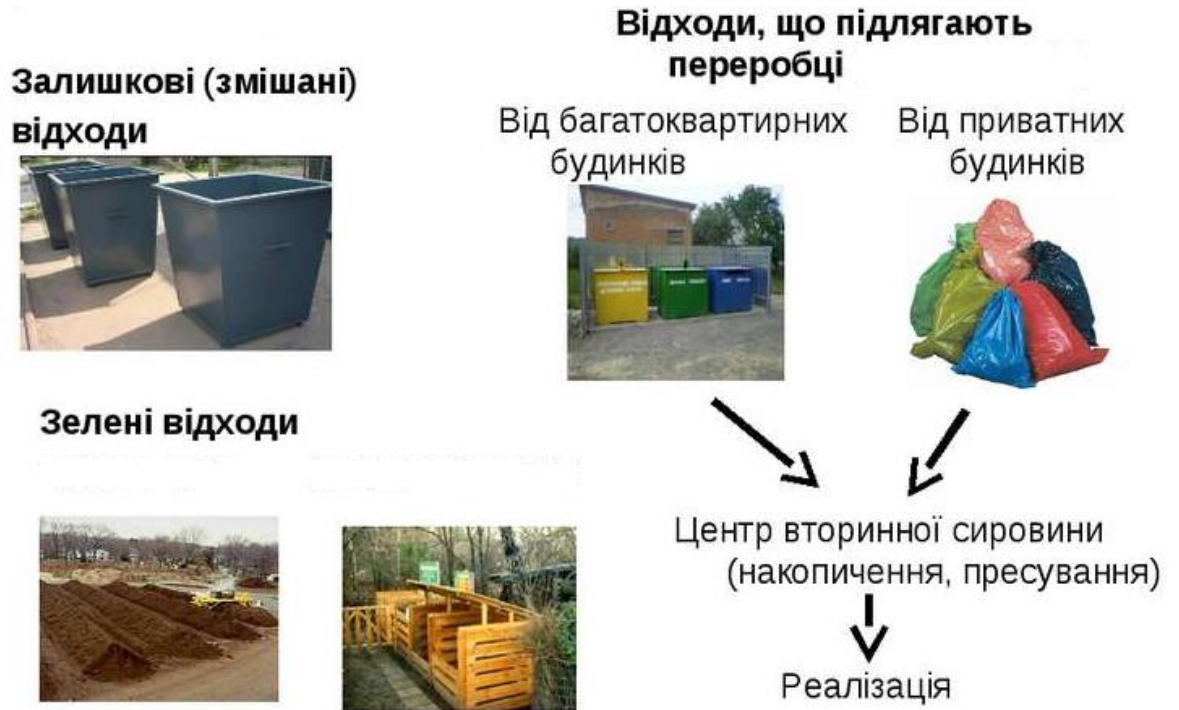 Залишкові (змішані)
відходи
Зелені відходи
Відходи, що підлягають
переробці
Від багатоквартирних
будинків
Від приватних
будинків
Центр вторинної сировини
(накопичення, пресування)
Реалізація